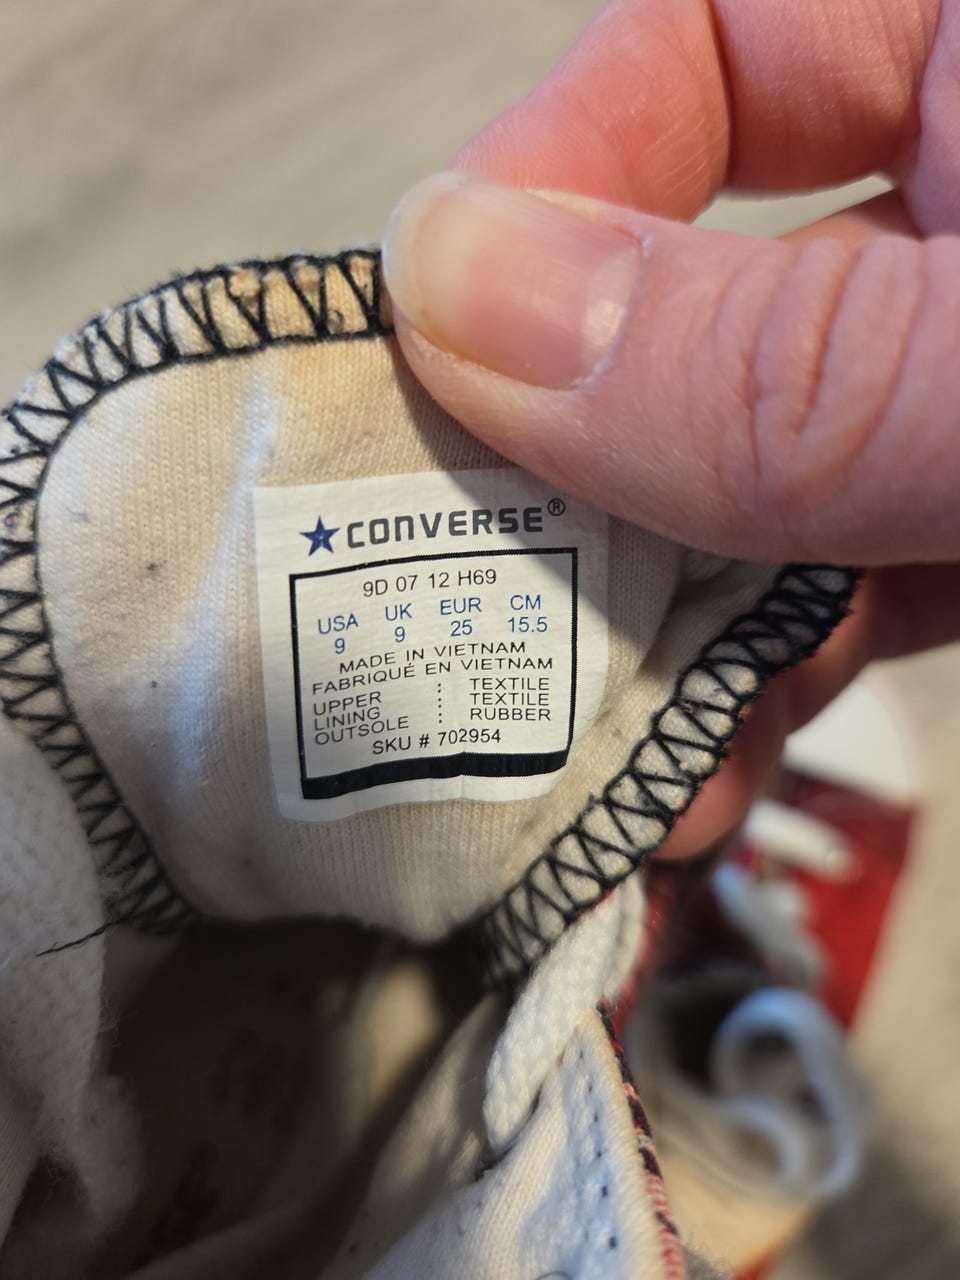 CONVERSE®
9D 07 12 H69
USA UK EUR CM
9 9 25 15.5
MADE IN VIETNAM
FABRIQUÉ EN VIETNAM
UPPER : TEXTILE
LINING : TEXTILE
OUTSOLE : RUBBER
SKU # 702954